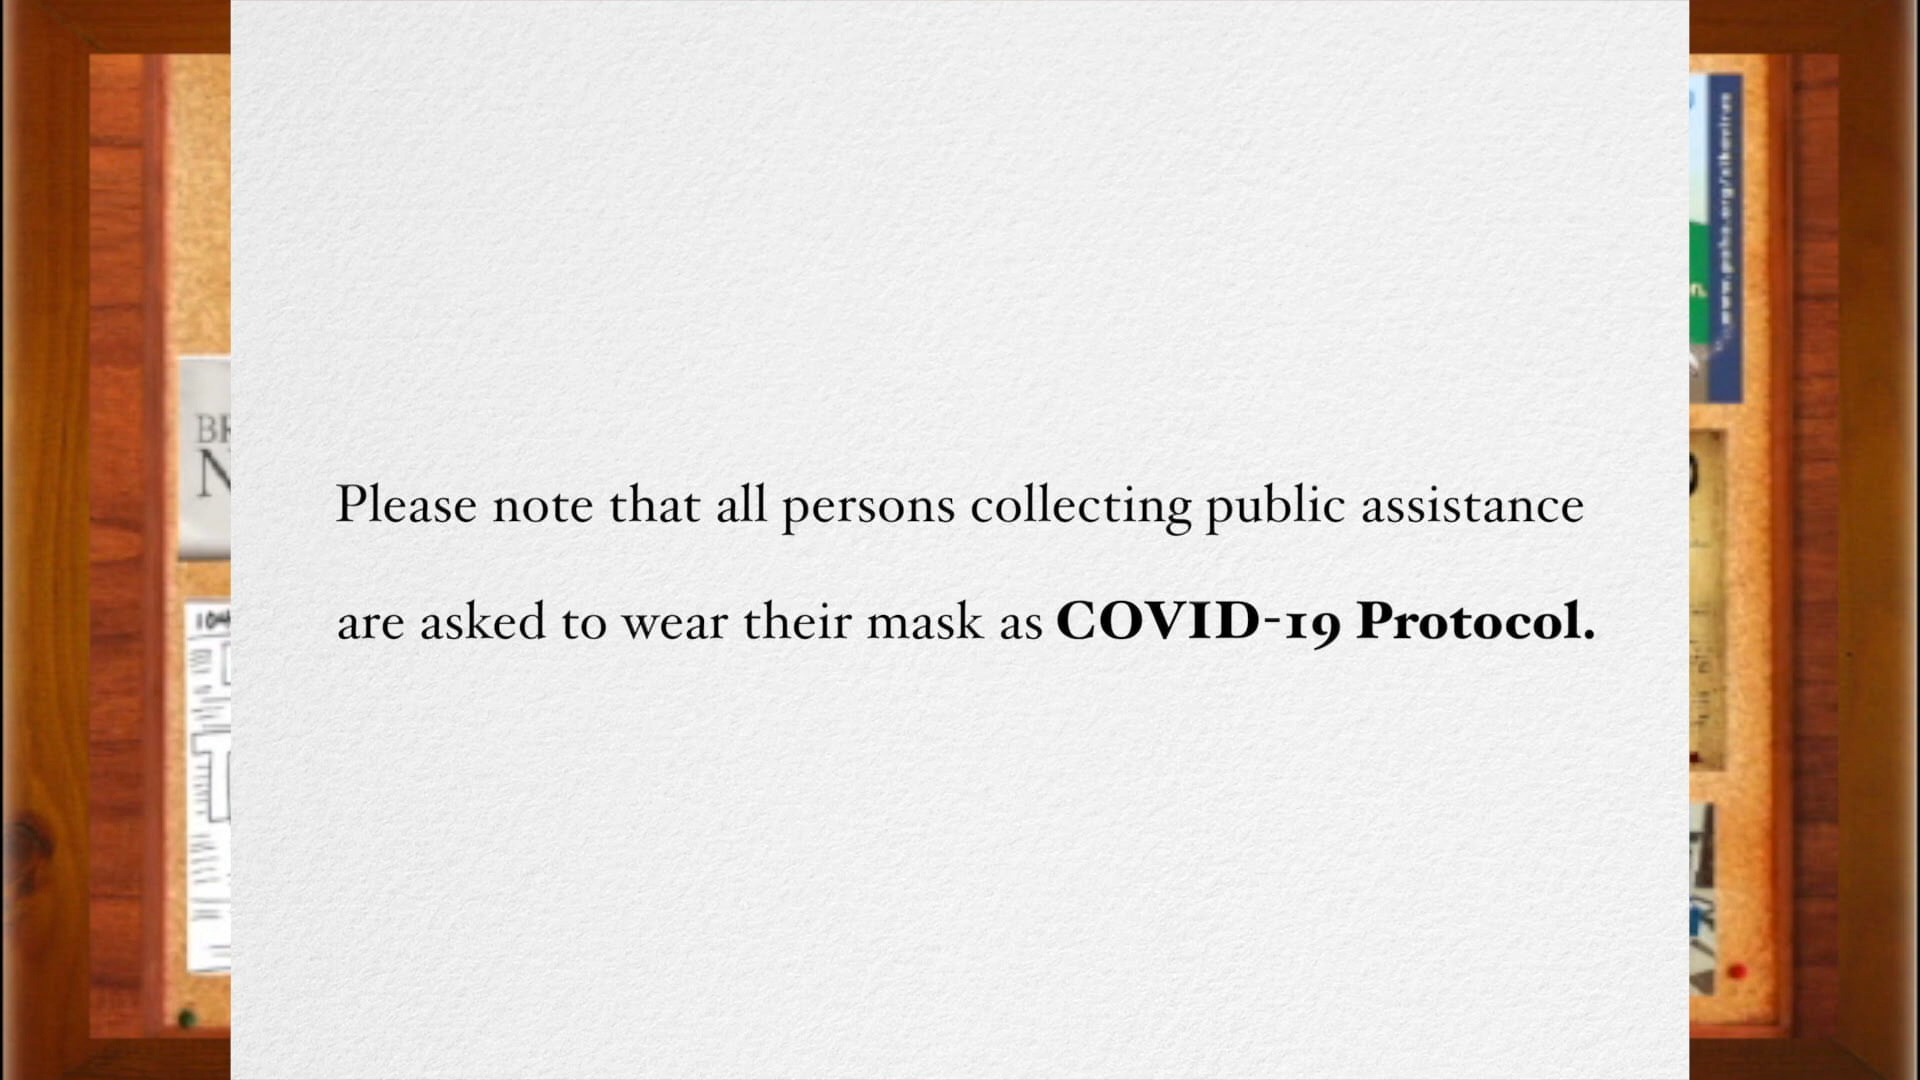 Please note that all persons collecting public assistance
are asked to wear their mask as COVID-19 Protocol.